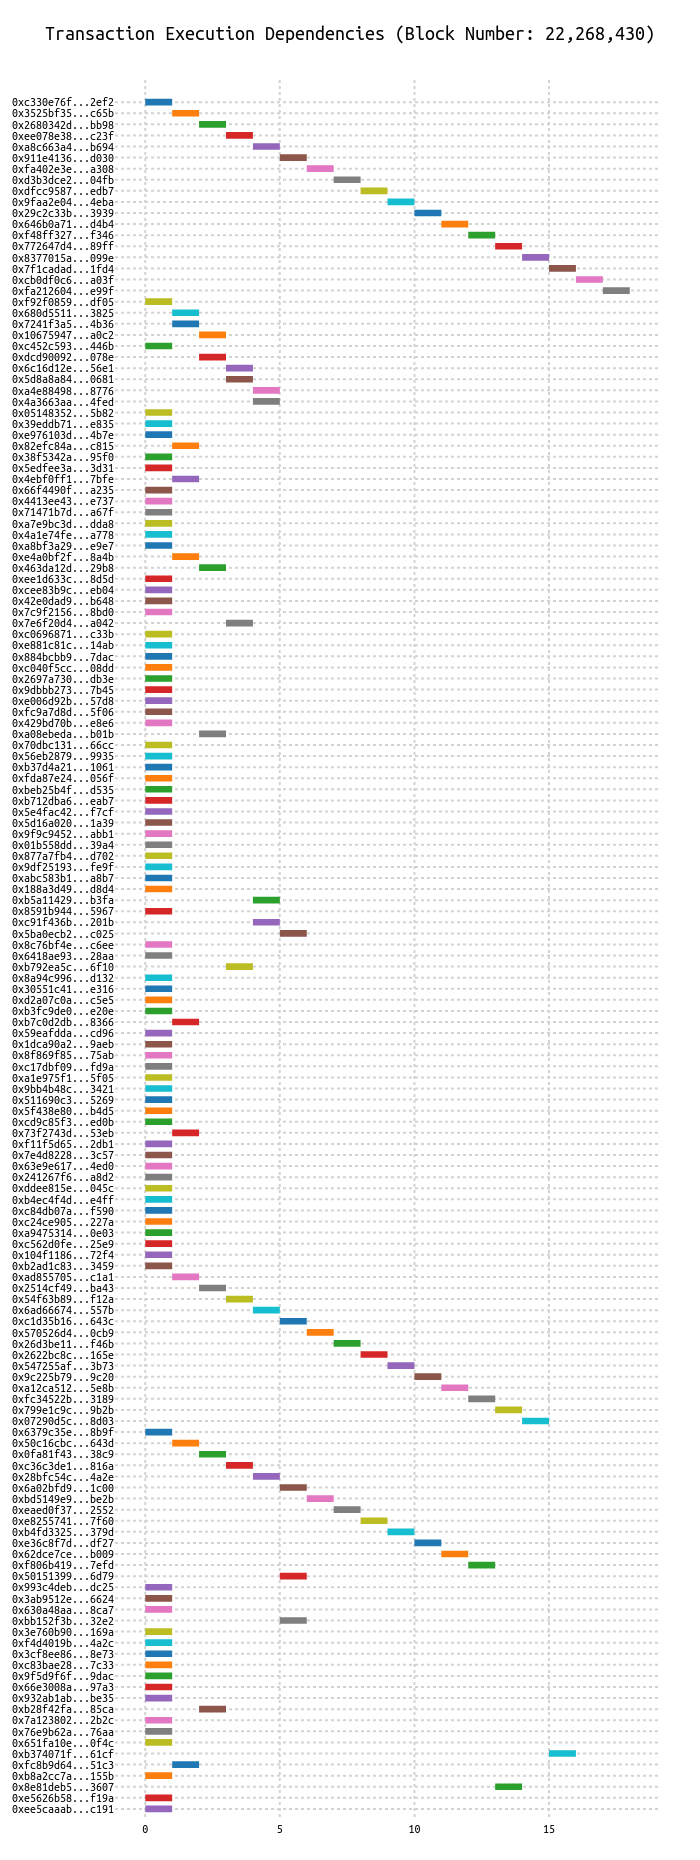 Transaction Execution Dependencies (Block Number: 22,268,430)
0xc330e76f...2ef2
0x3525bf35...c65b
0x2680342d...bb98
0xee078e38...c23f
0xa8c663a4...b694
0x911e4136...d030
0xfa402e3e...a308
0xd3b3dce2...04fb
0xdfcc9587...edb7
0x9faa2e04...4eba
0x29c2c33b...3939
0x646b0a71...d4b4
0xf48ff327...f346
0x772647d4...89ff
0x8377015a...099e
0x7f1cadad...1fd4
0xcb0df0c6...a03f
0xfa212604...e99f
0xf92f0859...df05
0x680d5511...3825
0x7241f3a5...4b36
0x10675947...a0c2
0xc452c593...446b
0xdcd90092...078e
0x6c16d12e...56e1
0x5d8a8a84...0681
0xa4e88498...8776
0x4a3663aa...4fed
0x05148352...5b82
0x39eddb71...e835
0xe976103d...4b7e
0x82efc84a...c815
0x38f5342a...95f0
0x5edfee3a...3d31
0x4ebf0ff1...7bfe
0x66f4490f...a235
0x4413ee43...e737
0x71471b7d...a67f
0xa7e9bc3d...dda8
0x4a1e74fe...a778
0xa8bf3a29...e9e7
0xe4a0bf2f...8a4b
0x463da12d...29b8
0xee1d633c...8d5d
0xcee83b9c...eb04
0x42e0dad9...b648
0x7c9f2156...8bd0
0x7e6f20d4...a042
0xc0696871...c33b
0xe881c81c...14ab
0x884bcbb9...7dac
0xc040f5cc...08dd
0x2697a730...db3e
0x9dbbb273...7b45
0xe006d92b...57d8
0xfc9a7d8d...5f06
0x429bd70b...e8e6
0xa08ebeda...b01b
0x70dbc131...66cc
0x56eb2879...9935
0xb37d4a21...1061
0xfda87e24...056f
0xbeb25b4f...d535
0xb712dba6...eab7
0x5e4fac42...f7cf
0x5d16a020...1a39
0x9f9c9452...abb1
0x01b558dd...39a4
0x877a7fb4...d702
0x9df25193...fe9f
0xabc583b1...a8b7
0x188a3d49...d8d4
0xb5a11429...b3fa
0x8591b944...5967
0xc91f436b...201b
0x5ba0ecb2...c025
0x8c76bf4e...c6ee
0x6418ae93...28aa
0xb792ea5c...6f10
0x8a94c996...d132
0x30551c41...e316
0xd2a07c0a...c5e5
0xb3fc9de0...e20e
0xb7c0d2db...8366
0x59eafdda...cd96
0x1dca90a2...9aeb
0x8f869f85...75ab
0xc17dbf09...fd9a
0xa1e975f1...5f05
0x9bb4b48c...3421
0x511690c3...5269
0x5f438e80...b4d5
0xcd9c85f3...ed0b
0x73f2743d...53eb
0xf11f5d65...2db1
0x7e4d8228...3c57
0x63e9e617...4ed0
0x241267f6...a8d2
0xddee815e...045c
0xb4ec4f4d...e4ff
0xc84db07a...f590
0xc24ce905...227a
0xa9475314...0e03
0xc562d0fe...25e9
0x104f1186...72f4
0xb2ad1c83...3459
0xad855705...c1a1
0x2514cf49...ba43
0x54f63b89...f12a
0x6ad66674...557b
0xc1d35b16...643c
0x570526d4...0cb9
0x26d3be11...f46b
0x2622bc8c...165e
0x547255af...3b73
0x9c225b79...9c20
0xa12ca512...5e8b
0xfc34522b...3189
0x799e1c9c...9b2b
0x07290d5c...8d03
0x6379c35e...8b9f
0x50c16cbc...643d
0x0fa81f43...38c9
0xc36c3de1...816a
0x28bfc54c...4a2e
0x6a02bfd9...1c00
0xbd5149e9...be2b
0xeaed0f37...2552
0xe8255741...7f60
0xb4fd3325...379d
0xe36c8f7d...df27
0x62dce7ce...b009
0xf806b419...7efd
0x50151399...6d79
0x993c4deb...dc25
0x3ab9512e...6624
0x630a48aa...8ca7
0xbb152f3b...32e2
0x3e760b90...169a
0xf4d4019b...4a2c
0x3cf8ee86...8e73
0xc83bae28...7c33
0x9f5d9f6f...9dac
0x66e3008a...97a3
0x932ab1ab...be35
0xb28f42fa...85ca
0x7a123802...2b2c
0x76e9b62a...76aa
0x651fa10e...0f4c
0xb374071f...61cf
0xfc8b9d64...51c3
0xb8a2cc7a...155b
0x8e81deb5...3607
0xe5626b58...f19a
0xee5caaab...c191
0 5 10 15